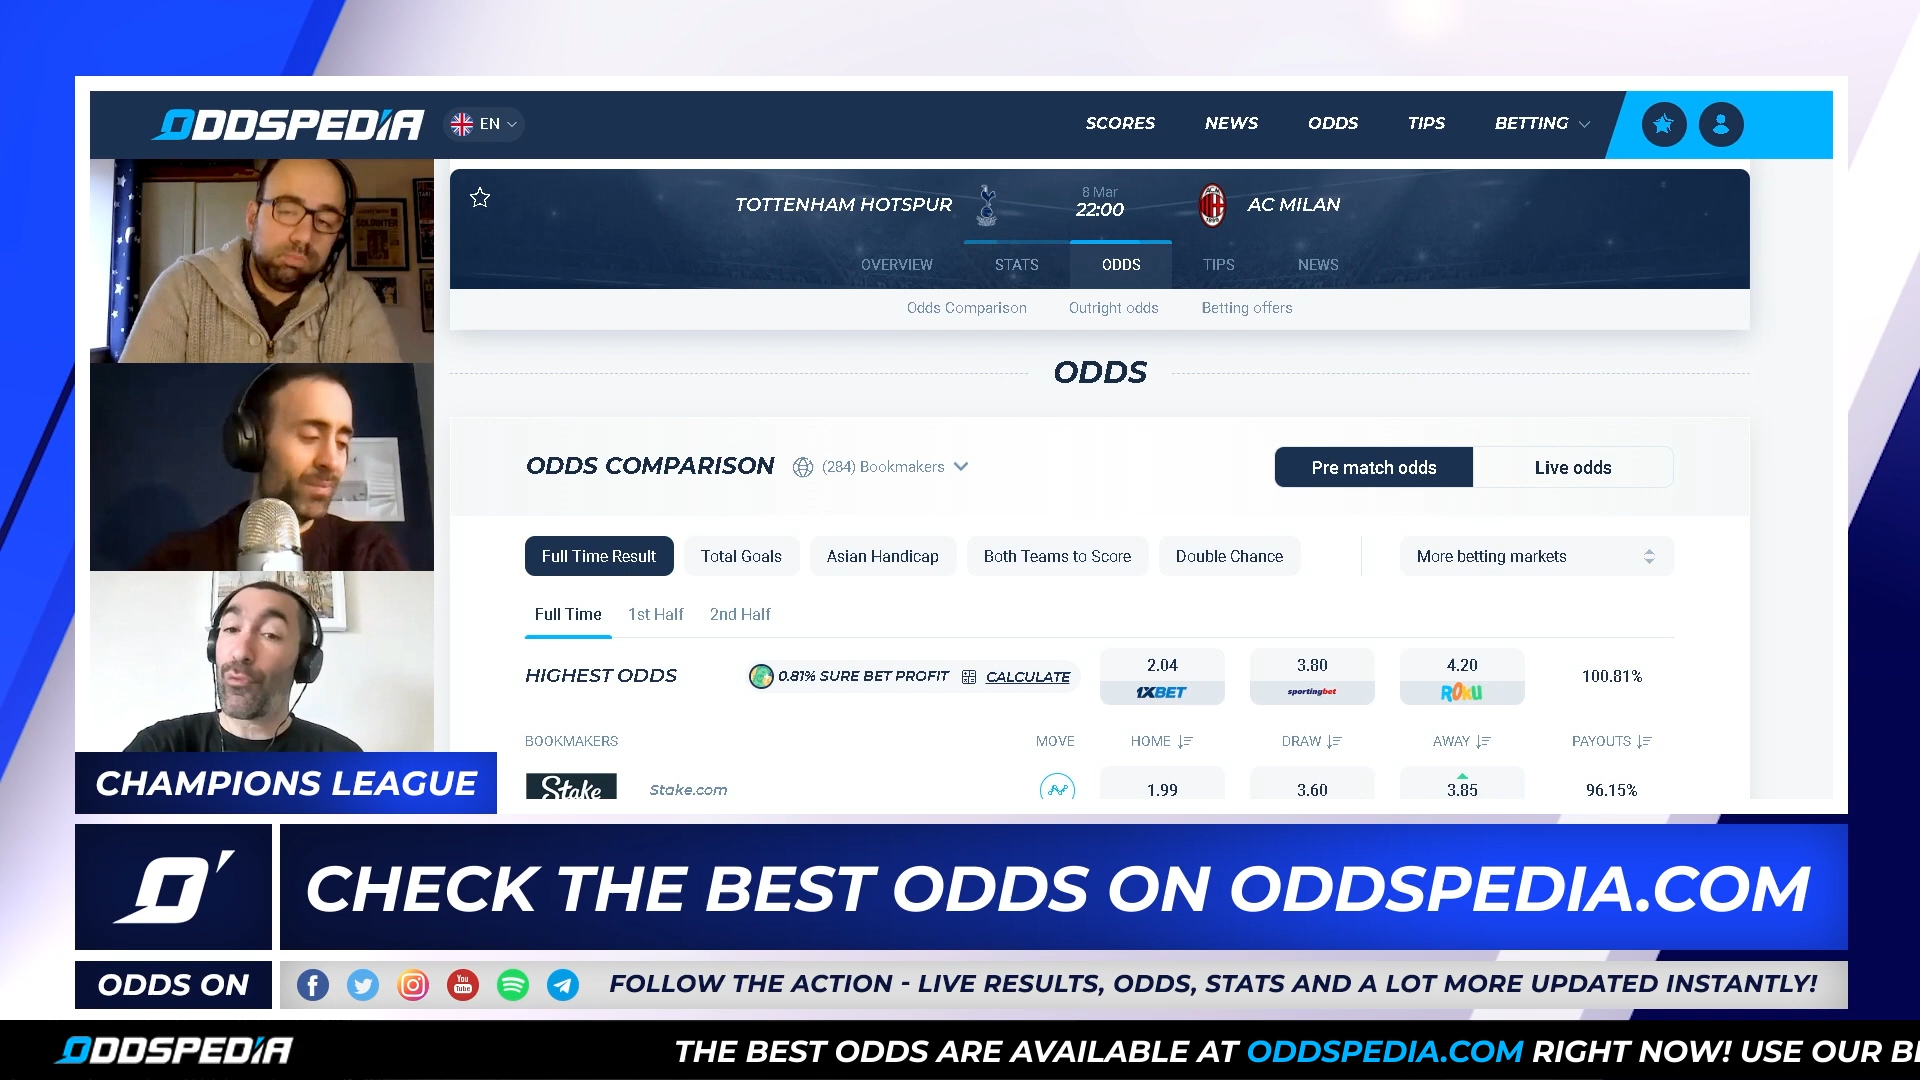 ODDSPEDIA EN SCORES NEWS ODDS TIPS BETTING
TOTTENHAM HOTSPUR 8 Mar 22:00 AC MILAN
OVERVIEW STATS ODDS TIPS NEWS
Odds Comparison Outright odds Betting offers
ODDS
ODDS COMPARISON (284) Bookmakers Pre match odds Live odds
Full Time Result Total Goals Asian Handicap Both Teams to Score Double Chance More betting markets
Full Time 1st Half 2nd Half
HIGHEST ODDS 0.81% SURE BET PROFIT CALCULATE 2.04 3.80 4.20 100.81%
1XBET sportingbet ROKU
BOOKMAKERS MOVE HOME DRAW AWAY PAYOUTS
Stake Stake.com 1.99 3.60 3.85 96.15%
CHAMPIONS LEAGUE
CHECK THE BEST ODDS ON ODDSPEDIA.COM
ODDS ON You Tube FOLLOW THE ACTION - LIVE RESULTS, ODDS, STATS AND A LOT MORE UPDATED INSTANTLY!
ODDSPEDIA THE BEST ODDS ARE AVAILABLE AT ODDSPEDIA.COM RIGHT NOW! USE OUR